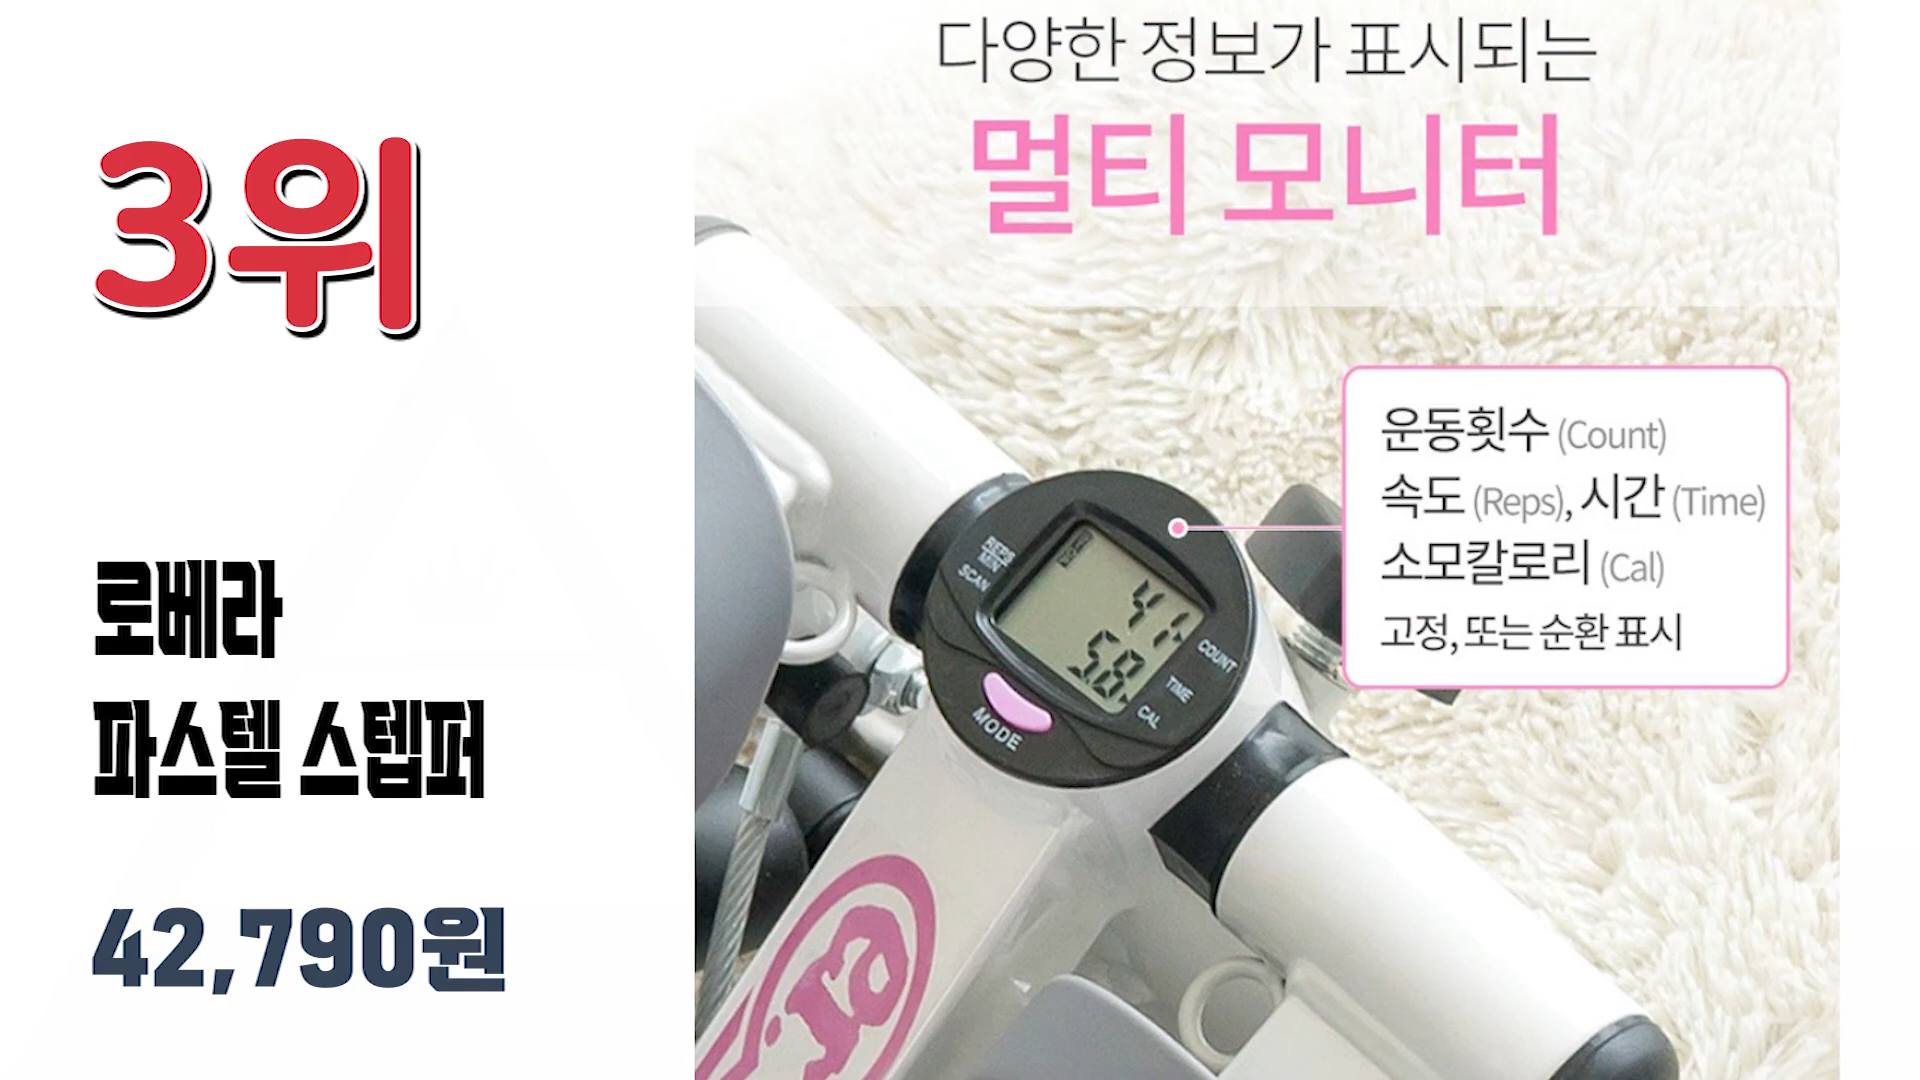 3위
로베라
파스텔 스텝퍼
42,790원
다양한 정보가 표시되는
멀티 모니터
운동횟수 (Count)
속도 (Reps), 시간 (Time)
소모칼로리 (Cal)
고정, 또는 순환 표시
REPS
MIN
SCAN
COUNT
TIME
CAL
MODE